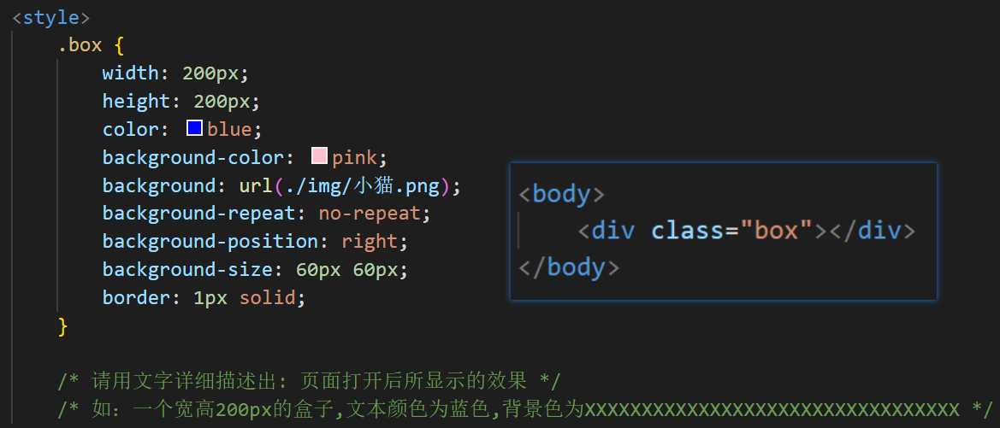 <style>
.box {
width: 200px;
height: 200px;
color: blue;
background-color: pink;
background: url(./img/小猫.png);
background-repeat: no-repeat;
background-position: right;
background-size: 60px 60px;
border: 1px solid;
}
<body>
<div class="box"></div>
</body>
/* 请用文字详细描述出: 页面打开后所显示的效果 */
/* 如: 一个宽高200px的盒子,文本颜色为蓝色,背景色为XXXXXXXXXXXXXXXXXXXXXXXXXXXXXXXXX */